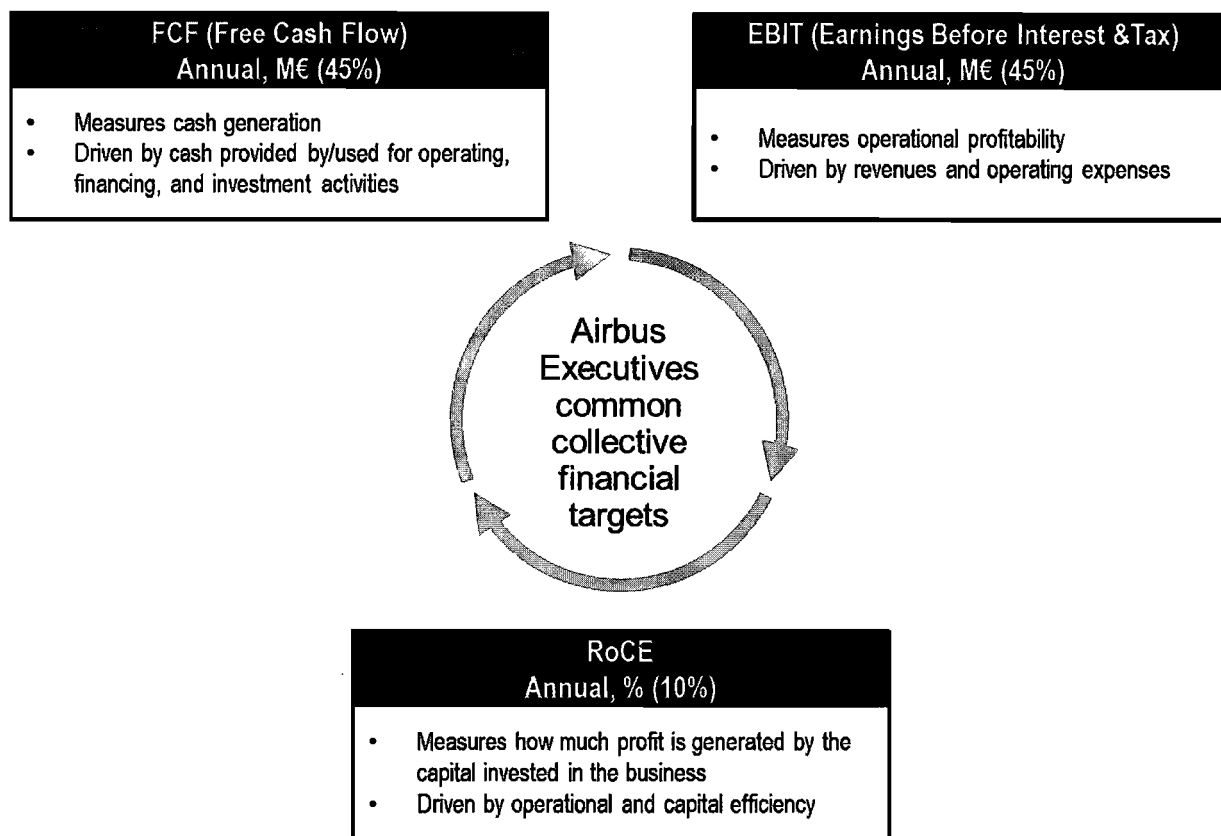 FCF (Free Cash Flow)
Annual, M€ (45%)
• Measures cash generation
• Driven by cash provided by/used for operating,
financing, and investment activities
EBIT (Earnings Before Interest &Tax)
Annual, M€ (45%)
• Measures operational profitability
• Driven by revenues and operating expenses
Airbus
Executives
common
collective
financial
targets
RoCE
Annual, % (10%)
• Measures how much profit is generated by the
capital invested in the business
• Driven by operational and capital efficiency